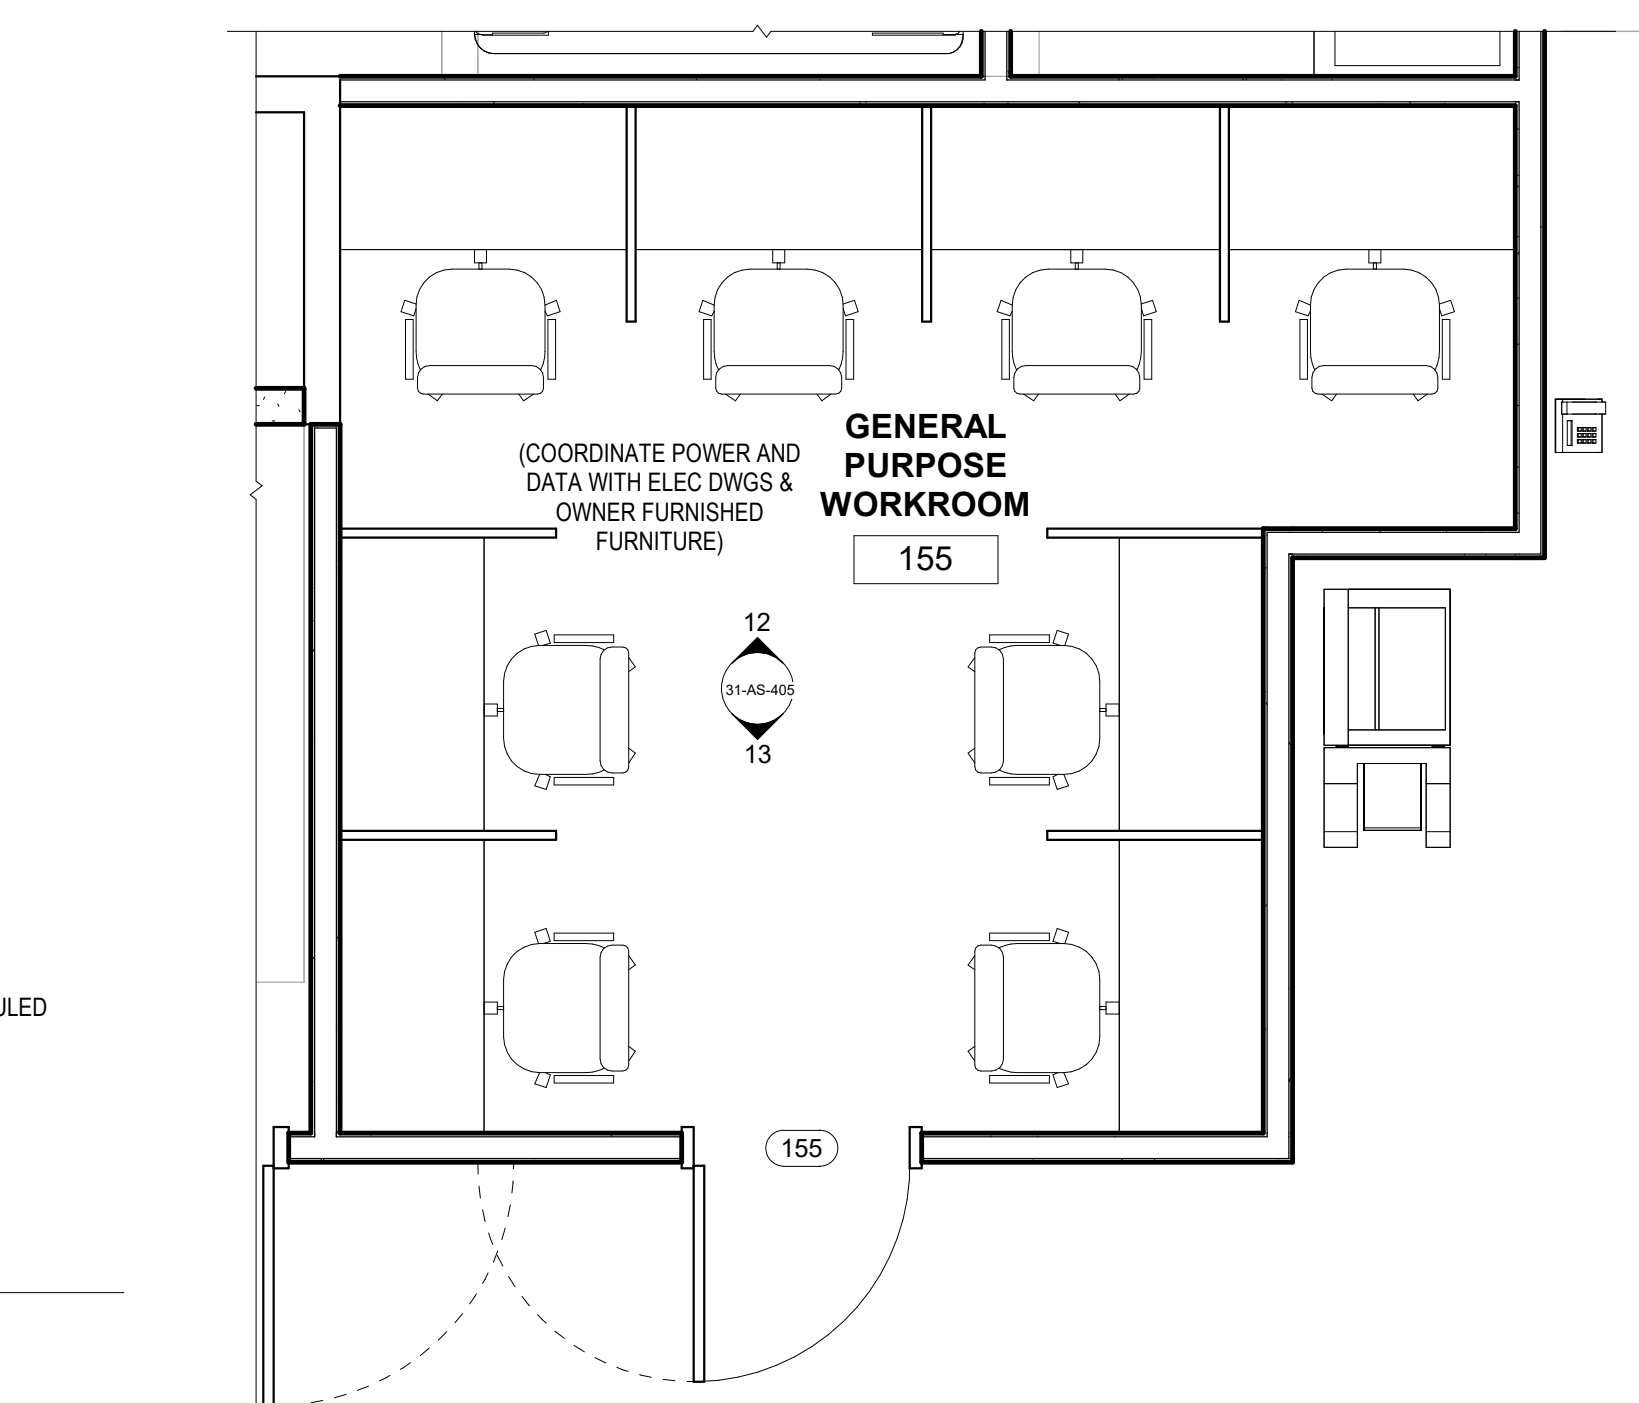 GENERAL
PURPOSE
WORKROOM
155
(COORDINATE POWER AND
DATA WITH ELEC DWGS &
OWNER FURNISHED
FURNITURE)
12
31-AS-405
13
ULED
155